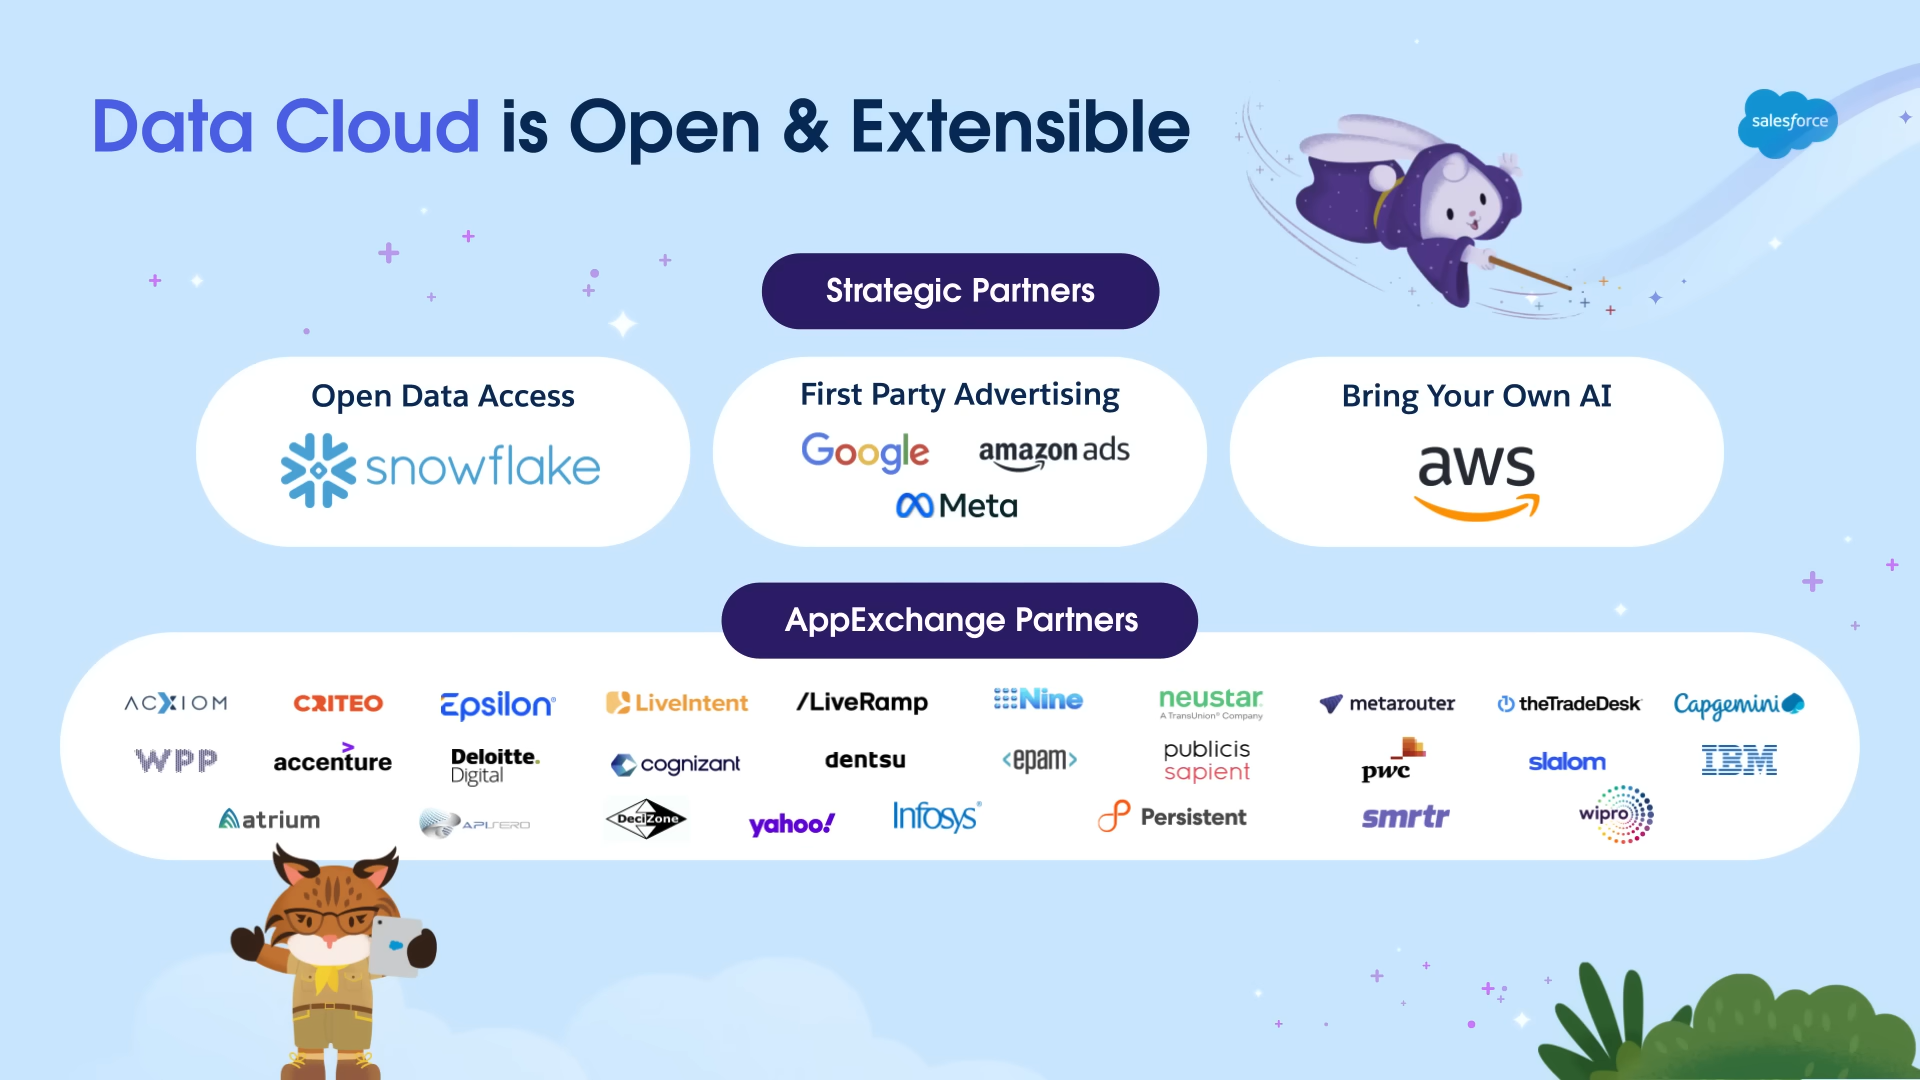 Data Cloud is Open & Extensible
salesforce
Strategic Partners
Open Data Access
snowflake
First Party Advertising
Google
amazon ads
Meta
Bring Your Own AI
aws
AppExchange Partners
ACXIOM
CRITEO
Epsilon®
LiveIntent
/LiveRamp
Nine
neustar
A TransUnion® Company
metarouter
theTradeDesk
Capgemini
WPP
accenture
Deloitte.
Digital
cognizant
dentsu
<epam>
publicis
sapient
pwc
slalom
IBM
atrium
APILNERO
DeciZone
yahoo!
Infosys®
Persistent
smrtr
wipro